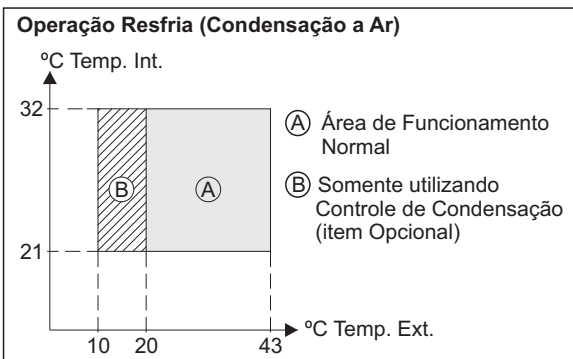 Operação Resfria (Condensação a Ar)
ºC Temp. Int.
32
21
B
A
A Área de Funcionamento
Normal
B Somente utilizando
Controle de Condensação
(item Opcional)
10 20 43
ºC Temp. Ext.